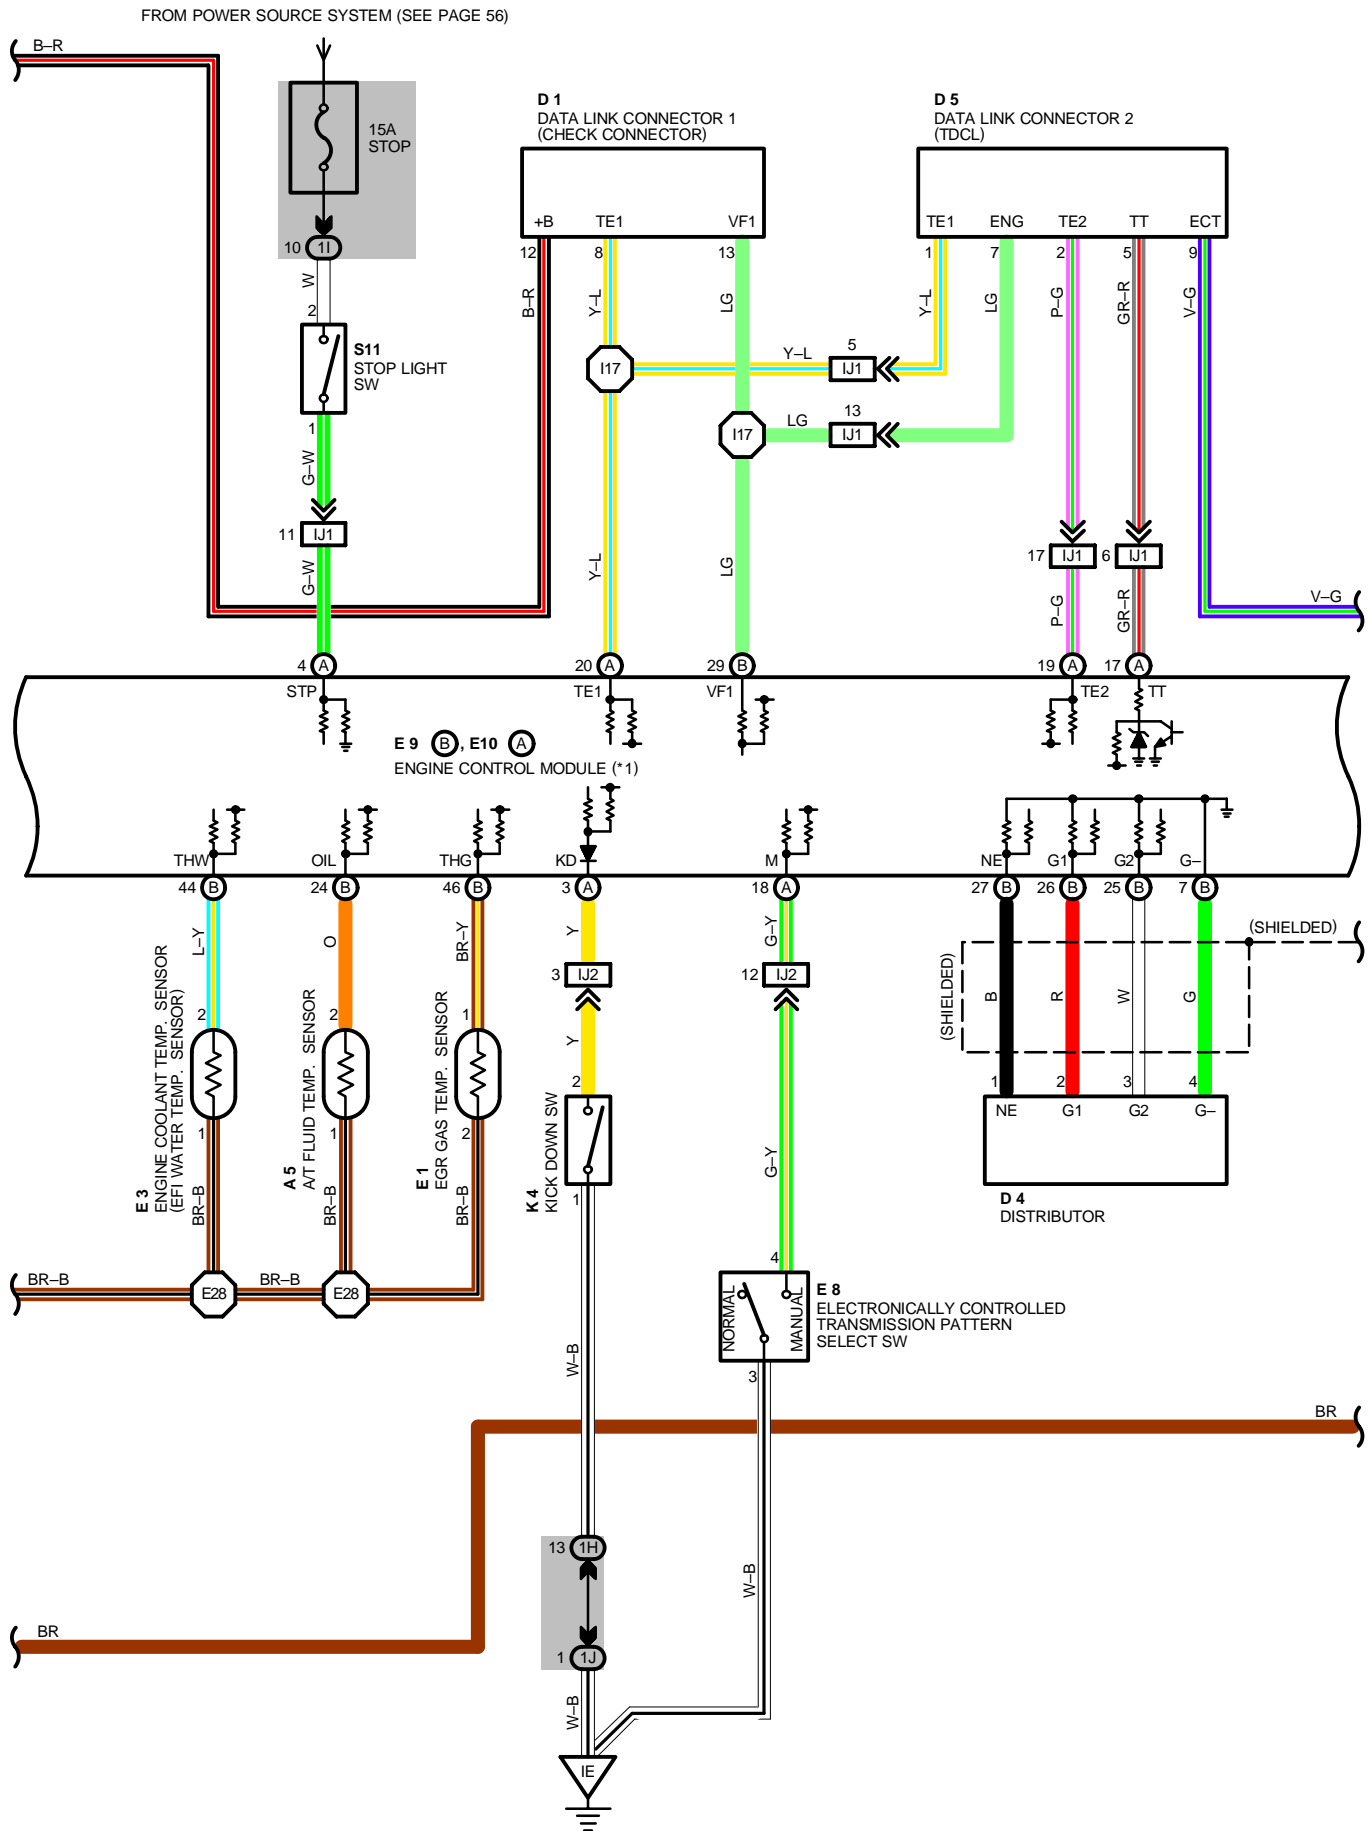 FROM POWER SOURCE SYSTEM (SEE PAGE 56)
B–R
15A
STOP
10 1I
W
2
S11
STOP LIGHT
SW
1
G–W
11 IJ1
G–W
D 1
DATA LINK CONNECTOR 1
(CHECK CONNECTOR)
+B TE1 VF1
12 8 13
B–R Y–L LG
D 5
DATA LINK CONNECTOR 2
(TDCL)
TE1 ENG TE2 TT ECT
1 7 2 5 9
Y–L LG P–G GR–R V–G
I17
Y–L
5
IJ1
I17
LG
13
IJ1
17 IJ1
6 IJ1
Y–L LG P–G GR–R
V–G
4 A 20 A 29 B 19 A 17 A
STP TE1 VF1 TE2 TT
E 9 B , E10 A
ENGINE CONTROL MODULE (*1)
THW OIL THG KD M NE G1 G2 G–
44 B 24 B 46 B 3 A 18 A 27 B 26 B 25 B 7 B
L–Y O BR–Y Y G–Y
3 IJ2
12 IJ2
(SHIELDED)
(SHIELDED)
B R W G
2 2 1
Y
2
1 2 3 4
NE G1 G2 G–
D 4
DISTRIBUTOR
E 3
ENGINE COOLANT TEMP. SENSOR
(EFI WATER TEMP. SENSOR)
1
BR–B
A 5
A/T FLUID TEMP. SENSOR
1
BR–B
E 1
EGR GAS TEMP. SENSOR
2
BR–B
K 4
KICK DOWN SW
1
G–Y
4
BR–B
E28
BR–B
E28
NORMAL
MANUAL
E 8
ELECTRONICALLY CONTROLLED
TRANSMISSION PATTERN
SELECT SW
3
W–B
BR
13 1H
W–B
BR
1 1J
W–B
IE